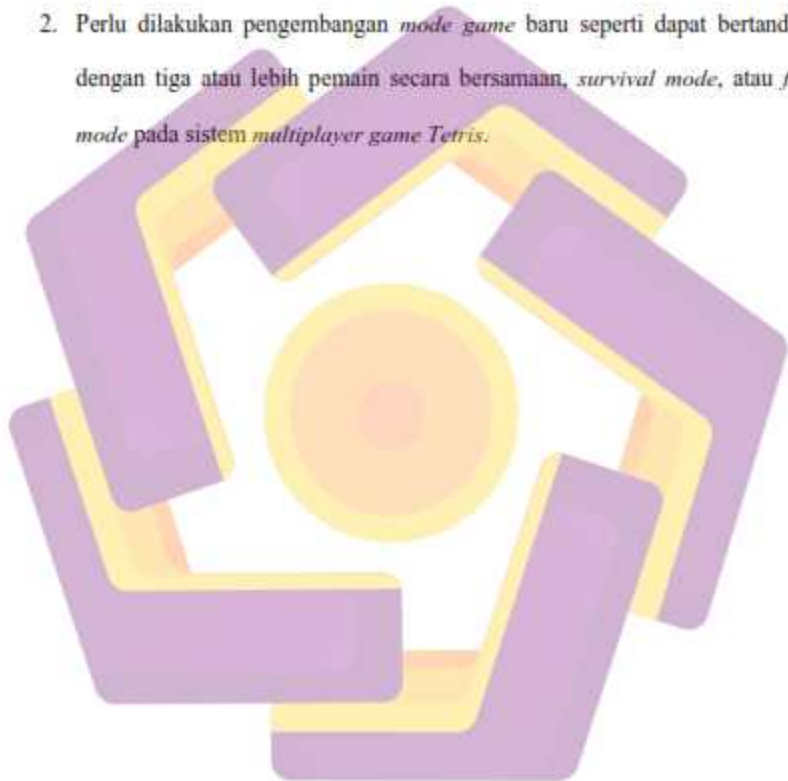 2. Perlu dilakukan pengembangan mode game baru seperti dapat
dengan tiga atau lebih pemain secara bersamaan, survival mode, atau
mode pada sistem multiplayer game Tetris.